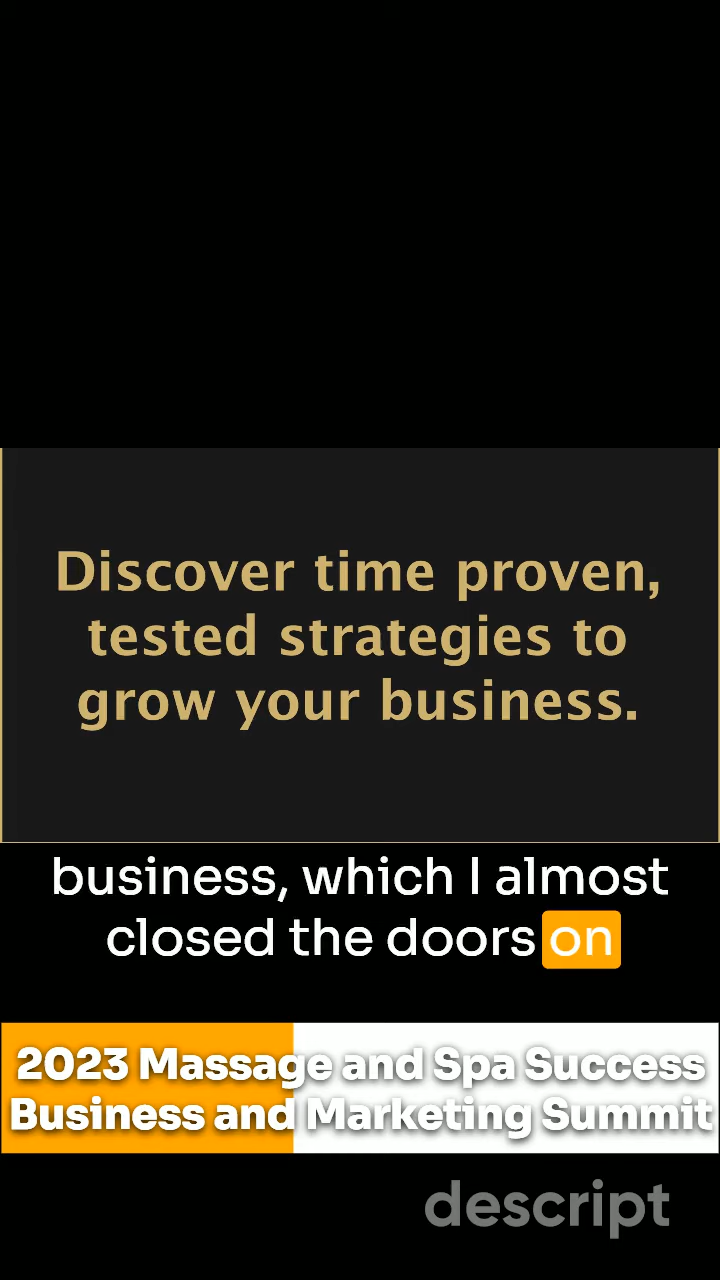 Discover time proven,
tested strategies to
grow your business.
business, which I almost
closed the doors on
2023 Massage and Spa Success
Business and Marketing Summit
descript